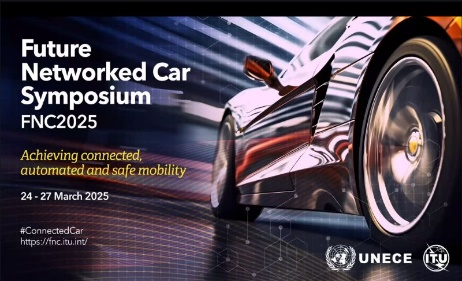 Future
Networked Car
Symposium
FNC2025
Achieving connected,
automated and safe mobility
24 - 27 March 2025
#ConnectedCar
https://fnc.itu.int/
UNECE
ITU